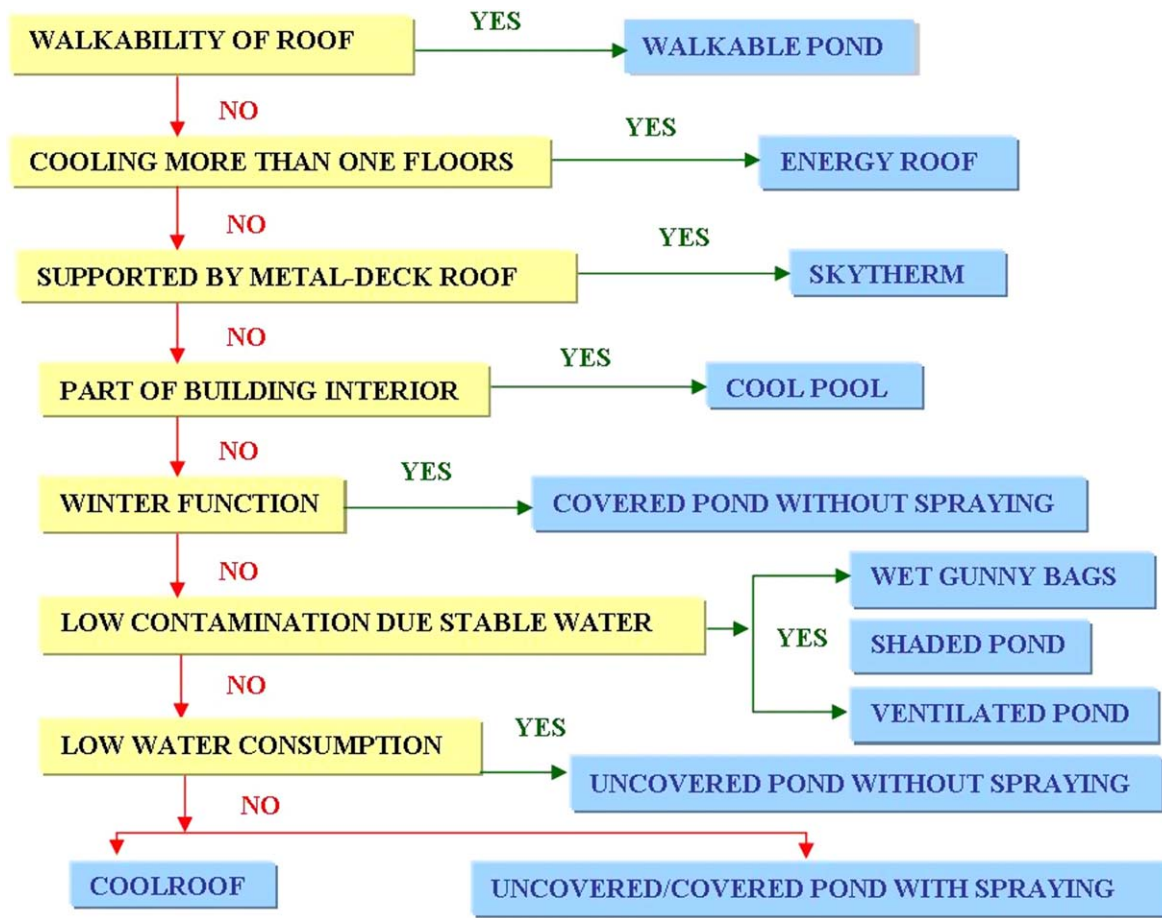 WALKABILITY OF ROOF
YES
WALKABLE POND
NO
COOLING MORE THAN ONE FLOORS
YES
ENERGY ROOF
NO
SUPPORTED BY METAL-DECK ROOF
YES
SKYTHERM
NO
PART OF BUILDING INTERIOR
YES
COOL POOL
NO
WINTER FUNCTION
YES
COVERED POND WITHOUT SPRAYING
NO
LOW CONTAMINATION DUE STABLE WATER
YES
WET GUNNY BAGS
SHADED POND
VENTILATED POND
NO
LOW WATER CONSUMPTION
YES
UNCOVERED POND WITHOUT SPRAYING
NO
COOLROOF
UNCOVERED/COVERED POND WITH SPRAYING